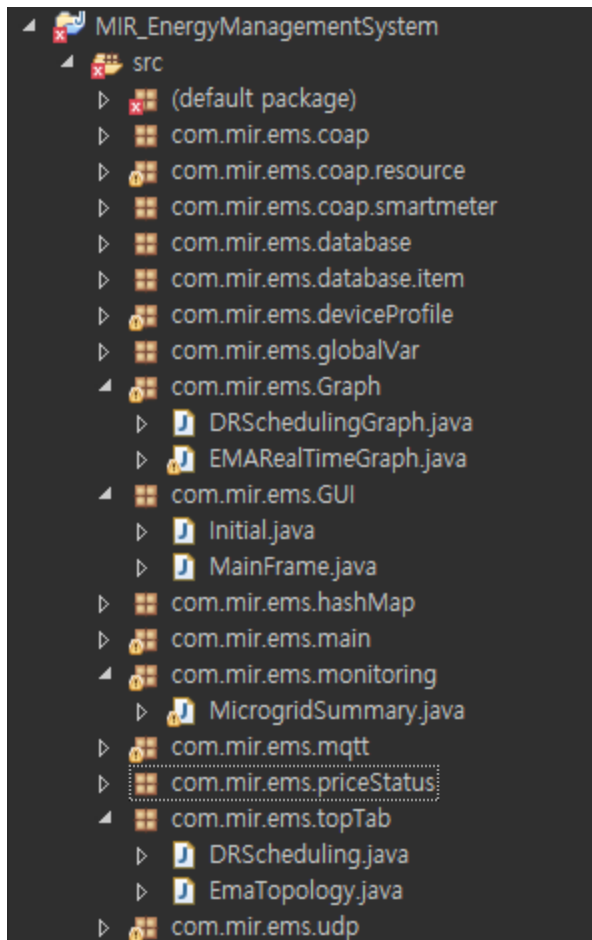 MIR_EnergyManagementSystem
src
(default package)
com.mir.ems.coap
com.mir.ems.coap.resource
com.mir.ems.coap.smartmeter
com.mir.ems.database
com.mir.ems.database.item
com.mir.ems.deviceProfile
com.mir.ems.globalVar
com.mir.ems.Graph
DRSchedulingGraph.java
EMARealTimeGraph.java
com.mir.ems.GUI
Initial.java
MainFrame.java
com.mir.ems.hashMap
com.mir.ems.main
com.mir.ems.monitoring
MicrogridSummary.java
com.mir.ems.mqtt
com.mir.ems.priceStatus
com.mir.ems.topTab
DRScheduling.java
EmaTopology.java
com.mir.ems.udp